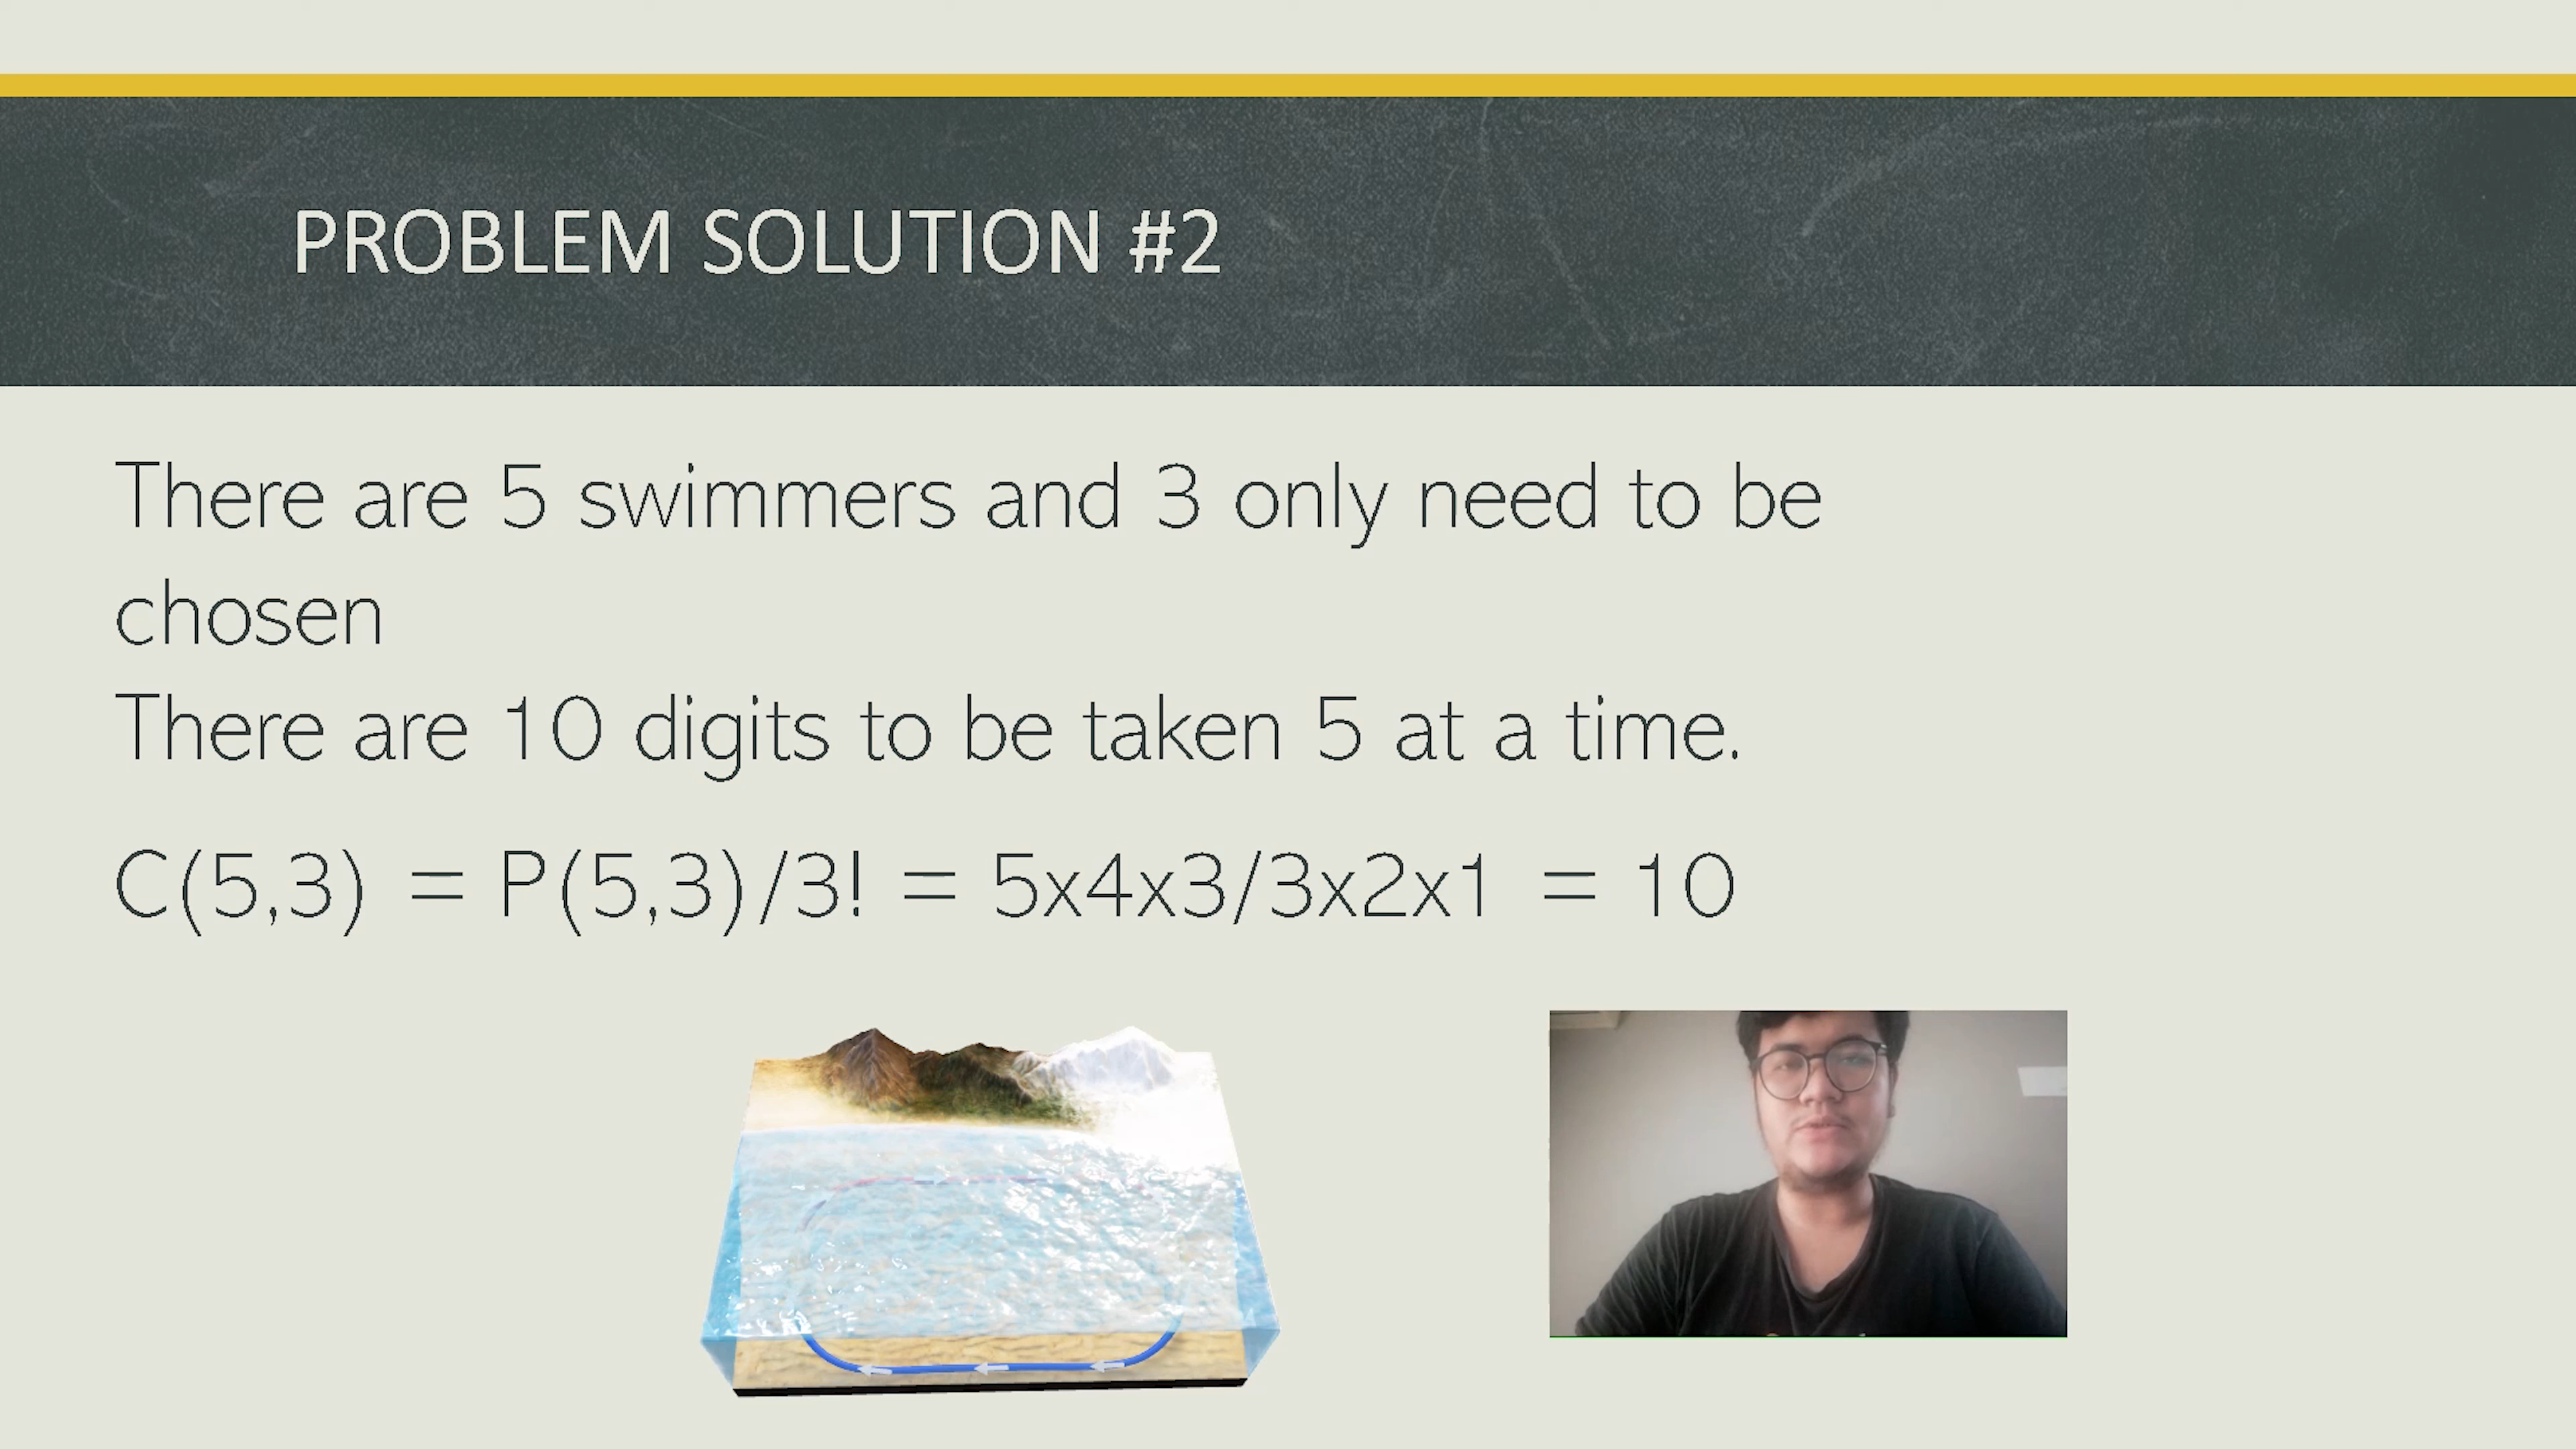 PROBLEM SOLUTION #2
There are 5 swimmers and 3 only need to be
chosen
There are 10 digits to be taken 5 at a time.
C(5,3) = P(5,3)/3! = 5x4x3/3x2x1 = 10